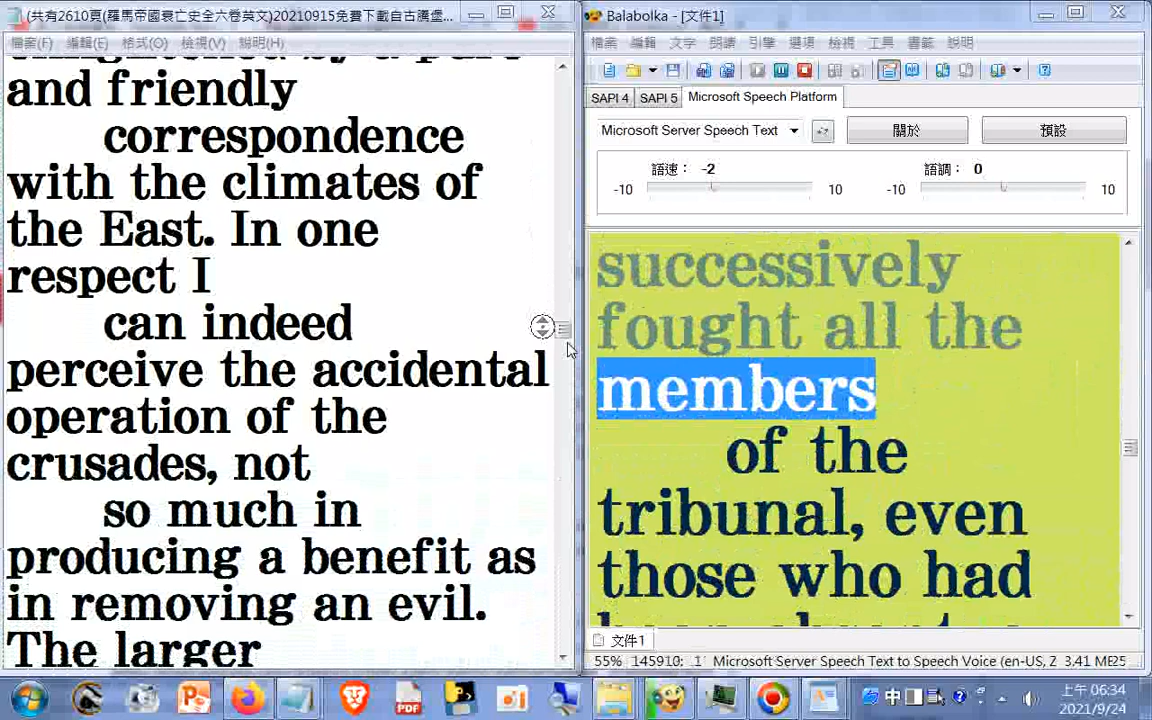 (共有2610頁(羅馬帝國衰亡史全六卷英文)20210915免費下載自古騰堡...
檔案(F) 編輯(E) 格式(O) 檢視(V) 說明(H)
and friendly
correspondence
with the climates of
the East. In one
respect I
can indeed
perceive the accidental
operation of the
crusades, not
so much in
producing a benefit as
in removing an evil.
The larger
Balabolka - [文件1]
檔案 編輯 文字 朗讀 引擎 選項 檢視 工具 書籤 說明
SAPI 4 SAPI 5 Microsoft Speech Platform
Microsoft Server Speech Text 關於 預設
語速: -2 語調: 0
-10 10 -10 10
successively
fought all the
members
of the
tribunal, even
those who had
文件1
55% 145910: 1 Microsoft Server Speech Text to Speech Voice (en-US, 2 3.41 ME25
PDF
中
上午 06:34
2021/9/24